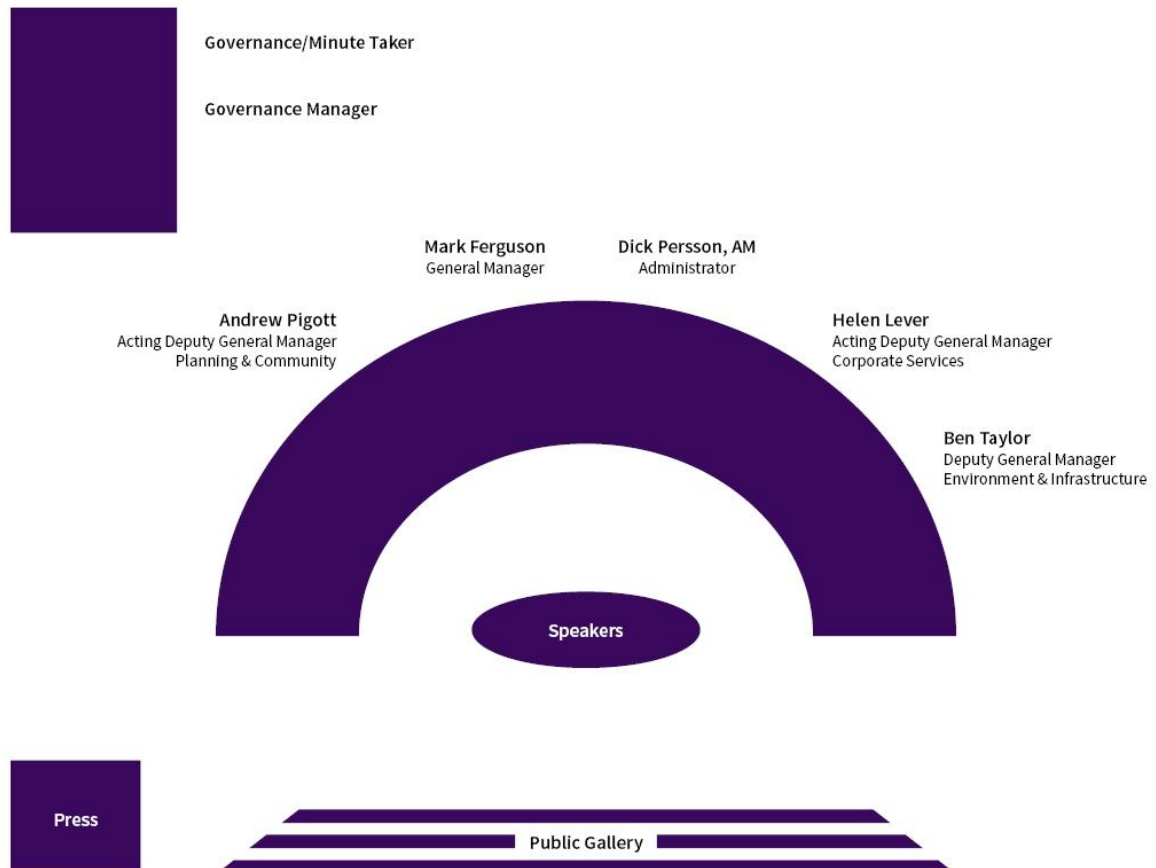 Governance/Minute Taker
Governance Manager
Mark Ferguson
General Manager
Dick Persson, AM
Administrator
Andrew Pigott
Acting Deputy General Manager
Planning & Community
Helen Lever
Acting Deputy General Manager
Corporate Services
Ben Taylor
Deputy General Manager
Environment & Infrastructure
Speakers
Press
Public Gallery